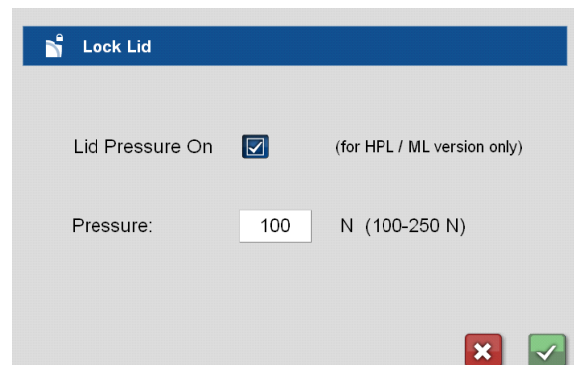 Lock Lid
Lid Pressure On (for HPL / ML version only)
Pressure: 100 N (100-250 N)